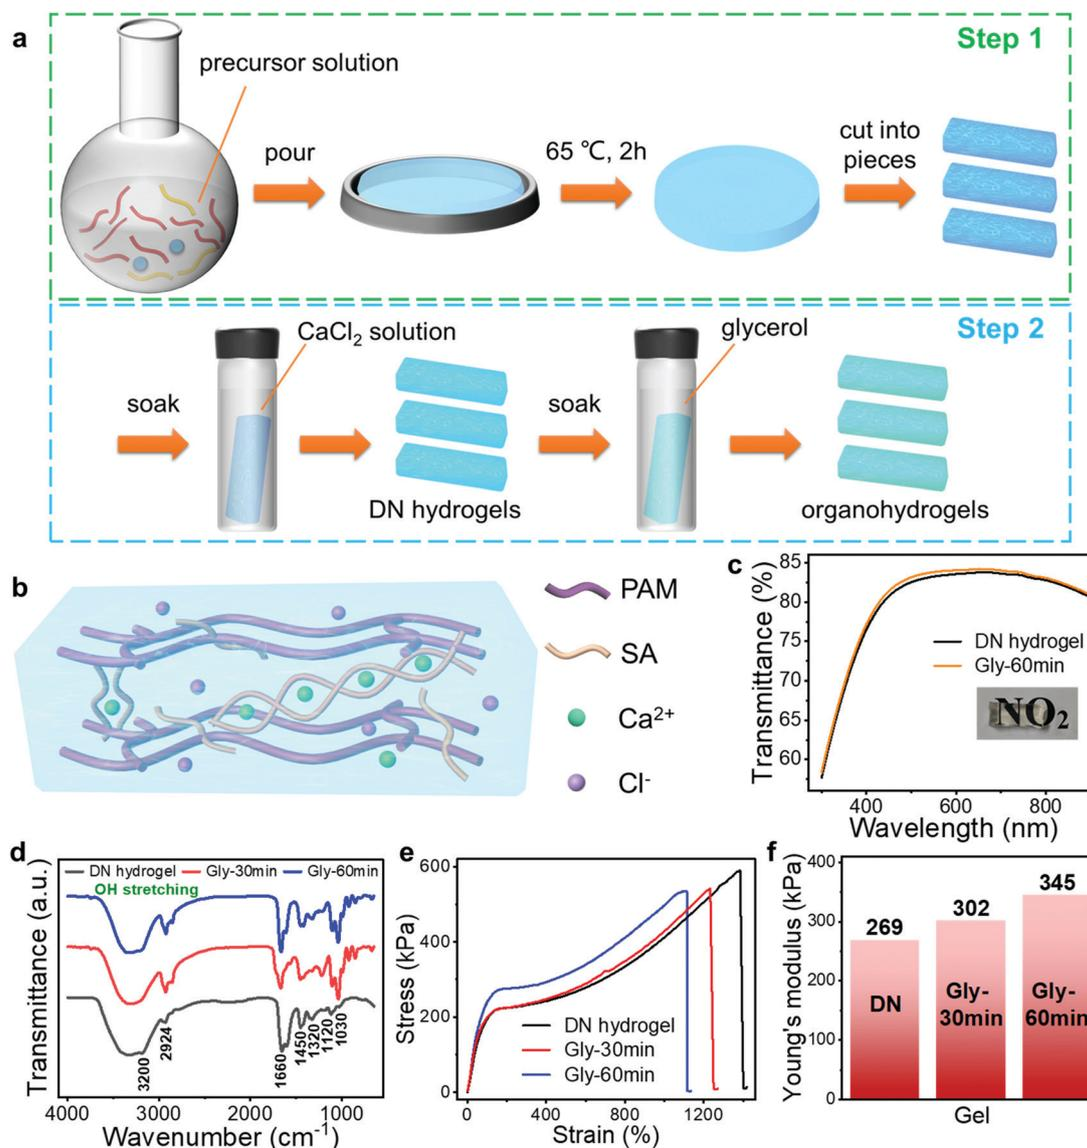 a
Step 1
precursor solution
pour
65 ℃, 2h
cut into
pieces
Step 2
CaCl₂ solution
glycerol
soak
soak
DN hydrogels
organohydrogels
b
PAM
SA
Ca²⁺
Cl⁻
c
Transmittance (%)
85
80
75
70
65
60
DN hydrogel
Gly-60min
NO₂
400 600 800
Wavelength (nm)
d
Transmittance (a.u.)
DN hydrogel Gly-30min Gly-60min
OH stretching
3200
2924
1660
1450
1320
1120
1030
4000 3000 2000 1000
Wavenumber (cm⁻¹)
e
Stress (kPa)
600
400
200
0
DN hydrogel
Gly-30min
Gly-60min
0 400 800 1200
Strain (%)
f
Young's modulus (kPa)
400
300
200
100
0
269
302
345
DN
Gly-
30min
Gly-
60min
Gel